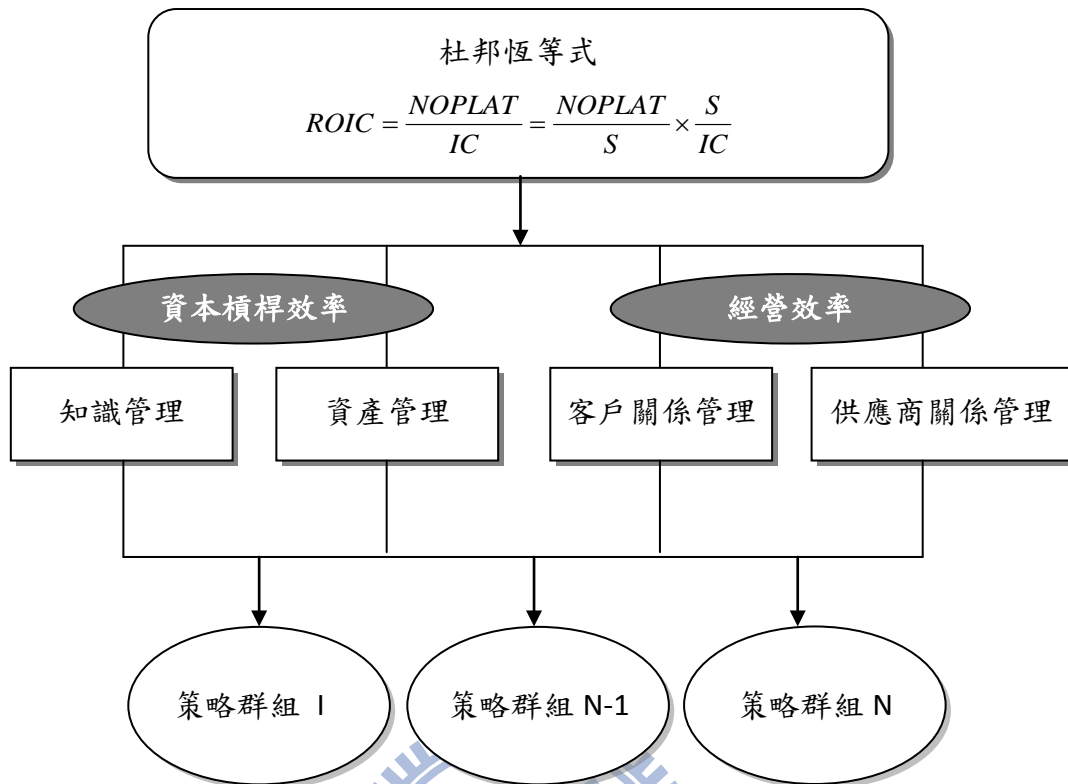 杜邦恆等式
ROIC = NOPLAT/IC = NOPLAT/S × S/IC
資本槓桿效率
經營效率
知識管理
資產管理
客戶關係管理
供應商關係管理
策略群組 I
策略群組 N-1
策略群組 N